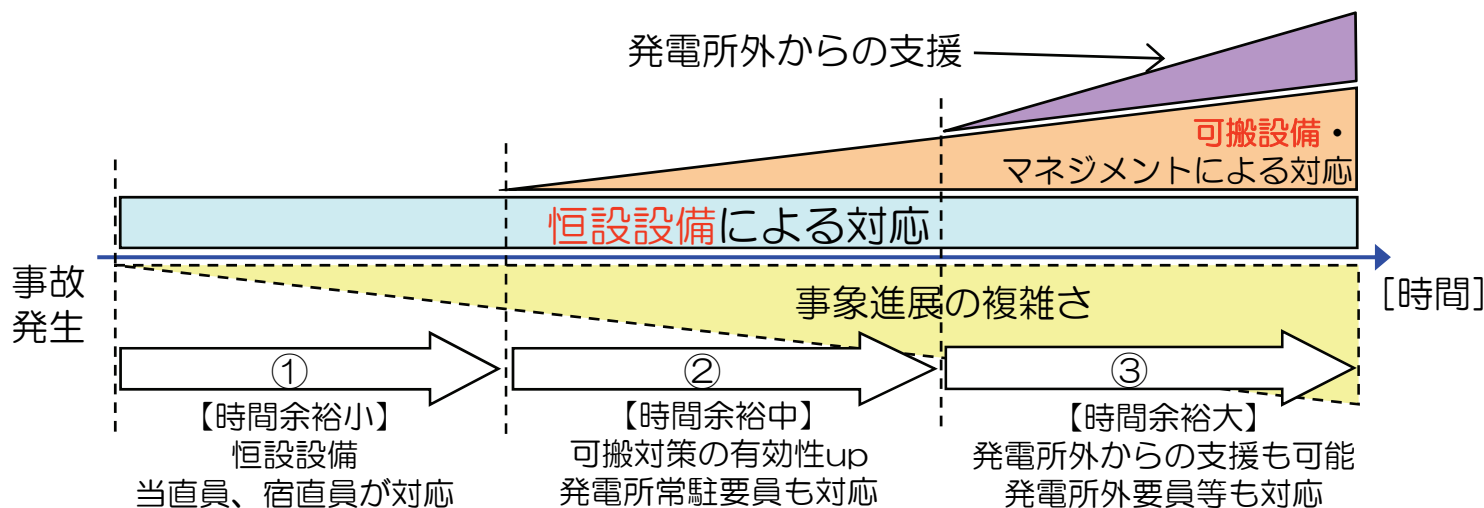 発電所外からの支援
可搬設備・
マネジメントによる対応
恒設設備による対応
事故
発生
[時間]
事象進展の複雑さ
①
【時間余裕小】
恒設設備
当直員、宿直員が対応
②
【時間余裕中】
可搬対策の有効性up
発電所常駐要員も対応
③
【時間余裕大】
発電所外からの支援も可能
発電所外要員等も対応